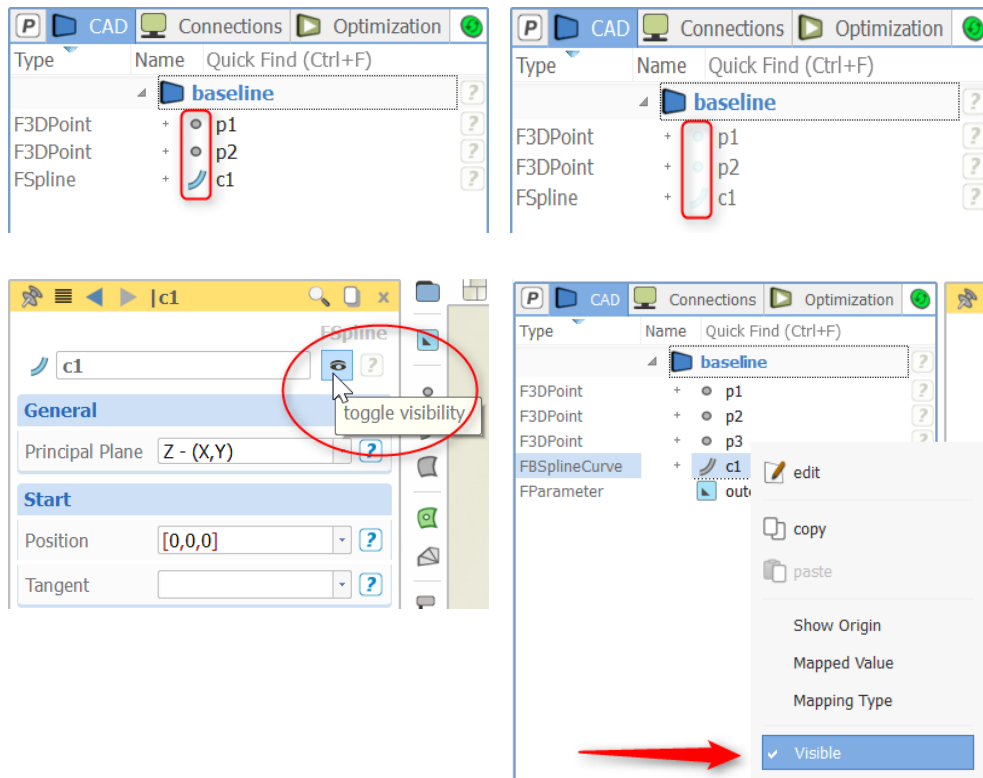 P CAD Connections Optimization
Type Name Quick Find (Ctrl+F)
baseline ?
F3DPoint + p1 ?
F3DPoint + p2 ?
FSpline + c1 ?
P CAD Connections Optimization
Type Name Quick Find (Ctrl+F)
baseline ?
F3DPoint + p1 ?
F3DPoint + p2 ?
FSpline + c1 ?
|c1 x
FSpline
c1 ?
toggle visibility
General
Principal Plane Z - (X,Y) ?
Start
Position [0,0,0] ?
Tangent ?
P CAD Connections Optimization
Type Name Quick Find (Ctrl+F)
baseline ?
F3DPoint + p1 ?
F3DPoint + p2 ?
F3DPoint + p3 ?
FBSplineCurve + c1
FParameter
edit
copy
paste
Show Origin
Mapped Value
Mapping Type
Visible